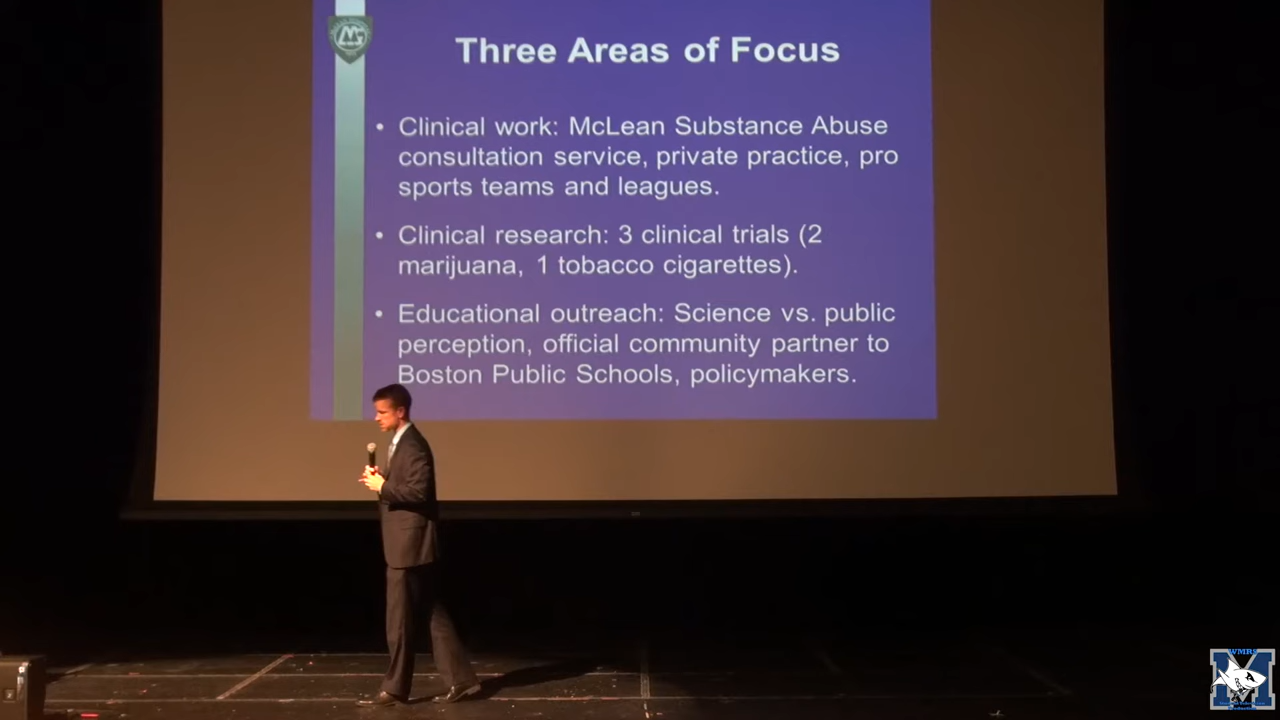 Three Areas of Focus
• Clinical work: McLean Substance Abuse
consultation service, private practice, pro
sports teams and leagues.
• Clinical research: 3 clinical trials (2
marijuana, 1 tobacco cigarettes).
• Educational outreach: Science vs. public
perception, official community partner to
Boston Public Schools, policymakers.
WMRS